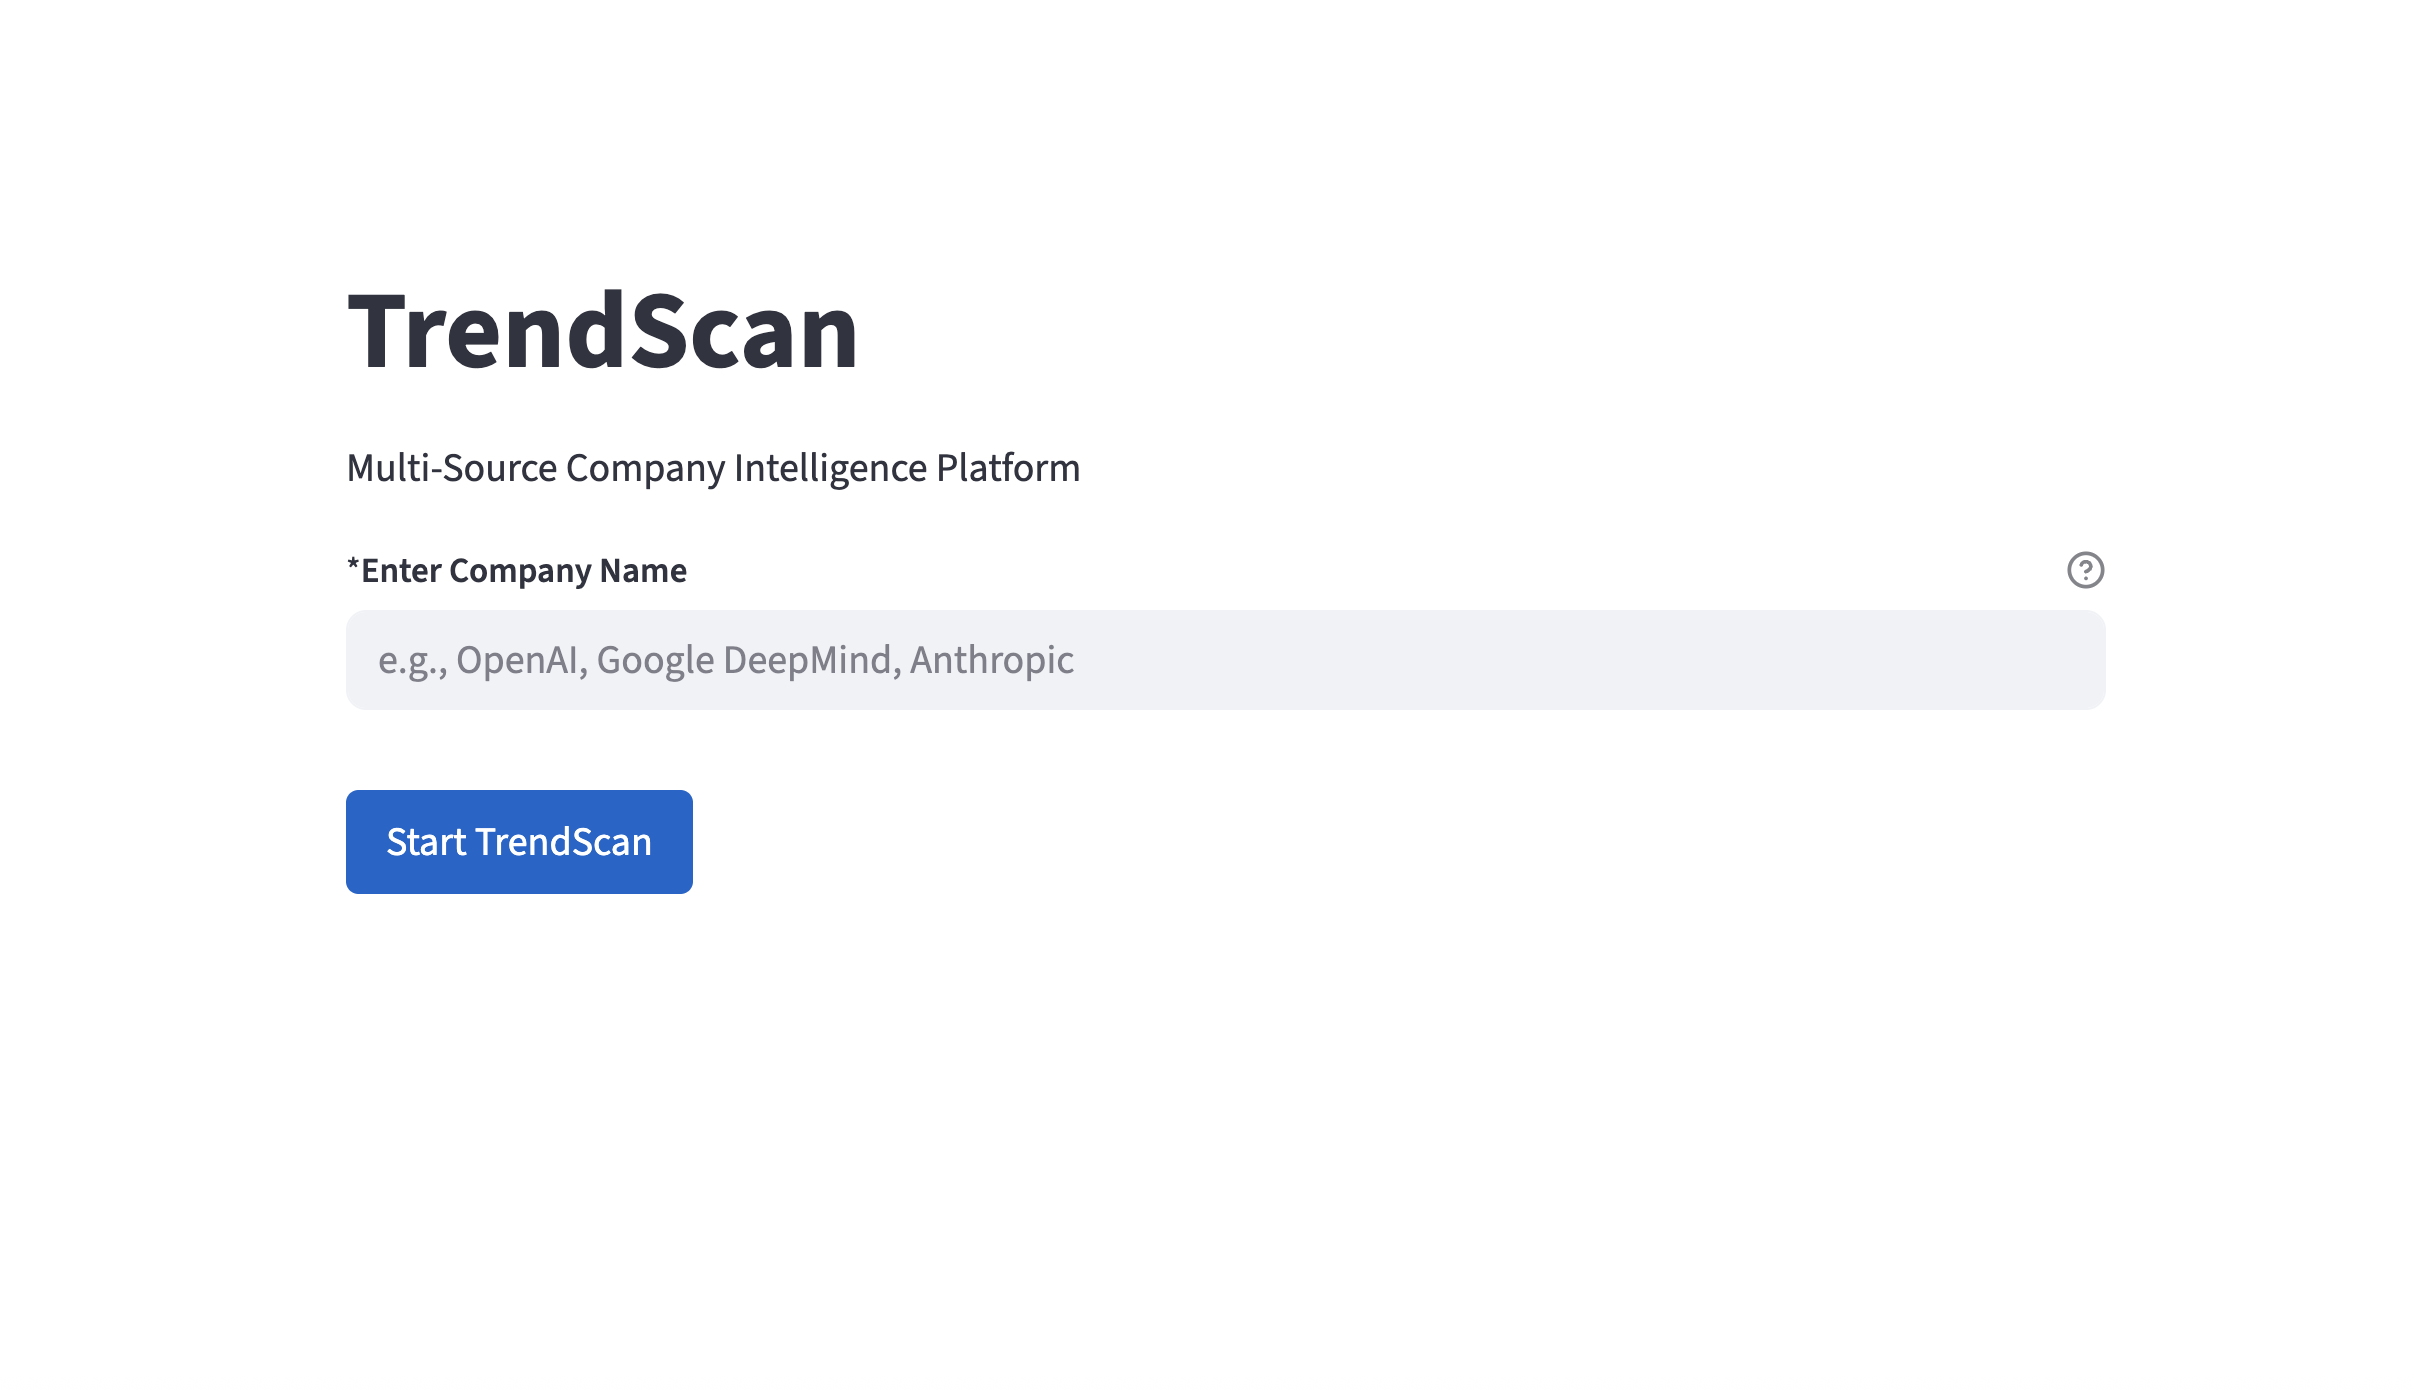 TrendScan
Multi-Source Company Intelligence Platform
*Enter Company Name
e.g., OpenAI, Google DeepMind, Anthropic
Start TrendScan